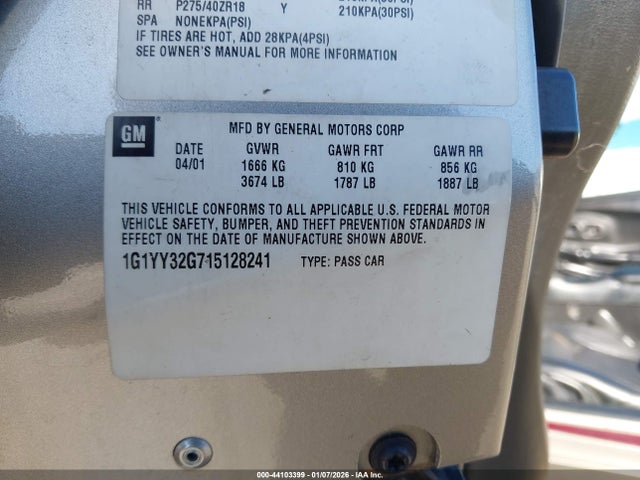 RR P275/40ZR18 Y 210KPA(30PSI)
SPA NONEKPA(PSI)
IF TIRES ARE HOT, ADD 28KPA(4PSI)
SEE OWNER'S MANUAL FOR MORE INFORMATION
GM
MFD BY GENERAL MOTORS CORP
DATE GVWR GAWR FRT GAWR RR
04/01 1666 KG 810 KG 856 KG
3674 LB 1787 LB 1887 LB
THIS VEHICLE CONFORMS TO ALL APPLICABLE U.S. FEDERAL MOTOR
VEHICLE SAFETY, BUMPER, AND THEFT PREVENTION STANDARDS IN
EFFECT ON THE DATE OF MANUFACTURE SHOWN ABOVE.
1G1YY32G715128241 TYPE: PASS CAR
000-44103399 - 01/07/2026 - IAA, Inc.